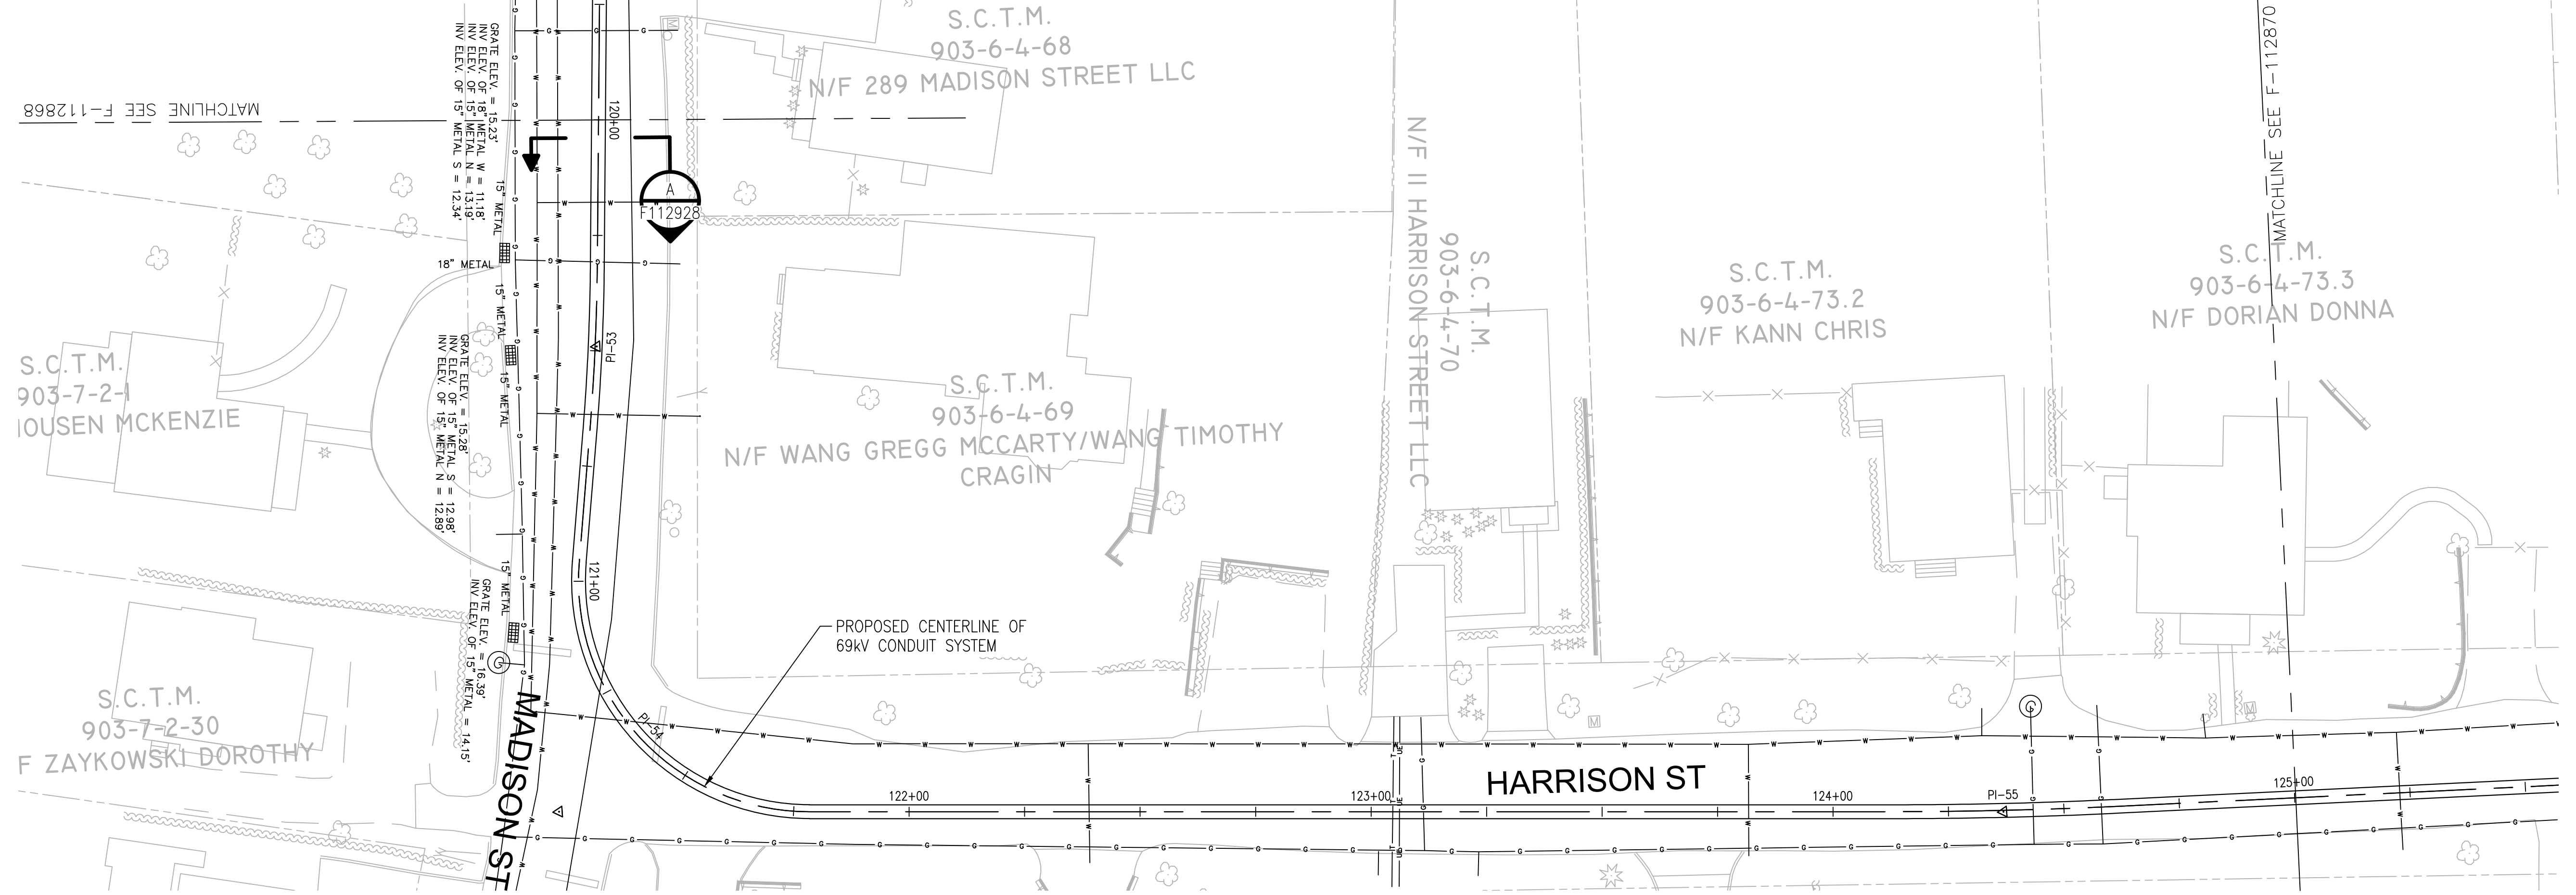 S.C.T.M.
903-6-4-68
N/F 289 MADISON STREET LLC
MATCHLINE SEE F-112868
GRATE ELEV. = 15.23'
INV ELEV. OF 18" METAL W = 11.18'
INV ELEV. OF 15" METAL N = 13.19'
INV ELEV. OF 15" METAL S = 12.34'
15" METAL
18" METAL
15" METAL
15" METAL
GRATE ELEV. = 15.28'
INV. ELEV. OF 15" METAL S = 12.98'
INV ELEV. OF 15" METAL N = 12.89'
15" METAL
GRATE ELEV. = 16.39'
INV ELEV. OF 15" METAL = 14.15'
120+00
A
F112928
PI-53
121+00
PI-54
S.C.T.M.
903-7-2-1
HOUSEN MCKENZIE
S.C.T.M.
903-7-2-30
F ZAYKOWSKI DOROTHY
S.C.T.M.
903-6-4-69
N/F WANG GREGG MCCARTY/WANG TIMOTHY
CRAGIN
PROPOSED CENTERLINE OF
69kV CONDUIT SYSTEM
S.C.T.M.
903-6-4-70
N/F 11 HARRISON STREET LLC
S.C.T.M.
903-6-4-73.2
N/F KANN CHRIS
S.C.T.M.
903-6-4-73.3
N/F DORIAN DONNA
MATCHLINE SEE F-112870
MADISON ST
HARRISON ST
122+00
123+00
124+00
PI-55
125+00